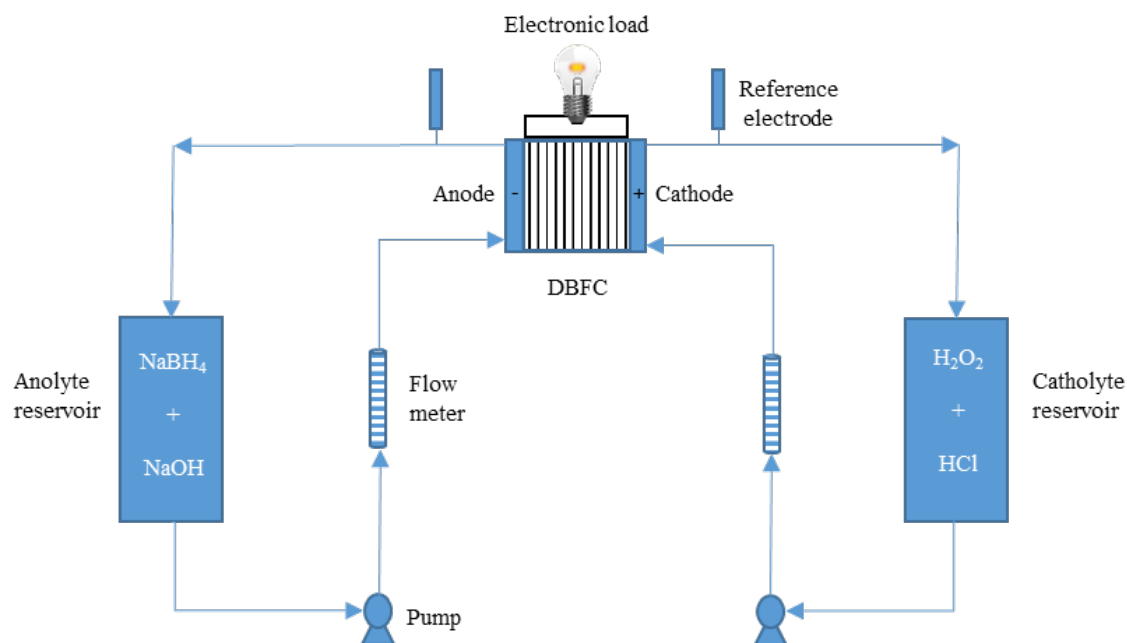 Electronic load
Reference
electrode
Anode
-
+
Cathode
DBFC
NaBH₄
+
NaOH
Anolyte
reservoir
Flow
meter
H₂O₂
+
HCl
Catholyte
reservoir
Pump